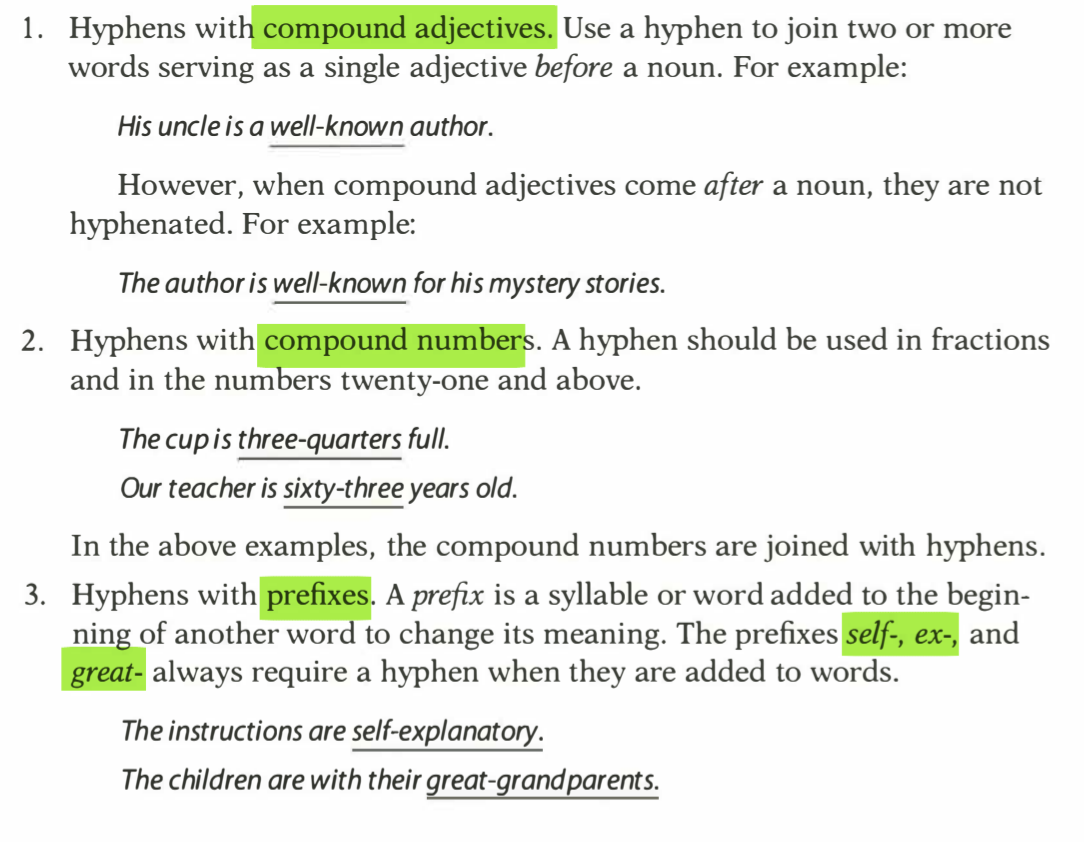 1. Hyphens with compound adjectives. Use a hyphen to join two or more
words serving as a single adjective before a noun. For example:
His uncle is a well-known author.
However, when compound adjectives come after a noun, they are not
hyphenated. For example:
The author is well-known for his mystery stories.
2. Hyphens with compound numbers. A hyphen should be used in fractions
and in the numbers twenty-one and above.
The cup is three-quarters full.
Our teacher is sixty-three years old.
In the above examples, the compound numbers are joined with hyphens.
3. Hyphens with prefixes. A prefix is a syllable or word added to the begin-
ning of another word to change its meaning. The prefixes self-, ex-, and
great- always require a hyphen when they are added to words.
The instructions are self-explanatory.
The children are with their great-grandparents.